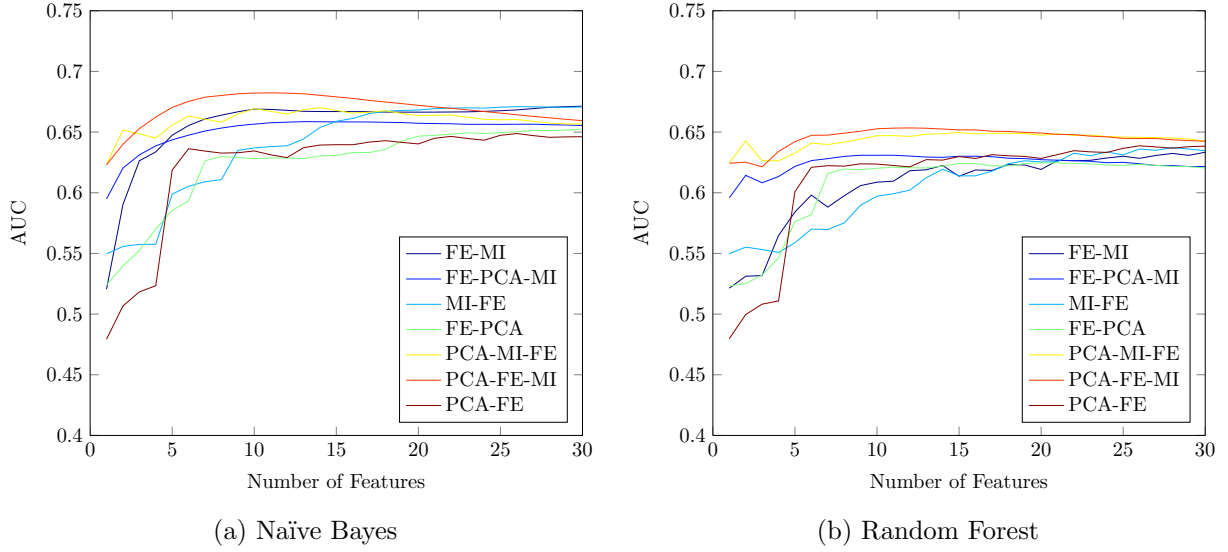 0.75
0.7
0.65
0.6
0.55
0.5
0.45
0.4
AUC
0 5 10 15 20 25 30
Number of Features
FE-MI
FE-PCA-MI
MI-FE
FE-PCA
PCA-MI-FE
PCA-FE-MI
PCA-FE
(a) Naïve Bayes
0.75
0.7
0.65
0.6
0.55
0.5
0.45
0.4
AUC
0 5 10 15 20 25 30
Number of Features
FE-MI
FE-PCA-MI
MI-FE
FE-PCA
PCA-MI-FE
PCA-FE-MI
PCA-FE
(b) Random Forest